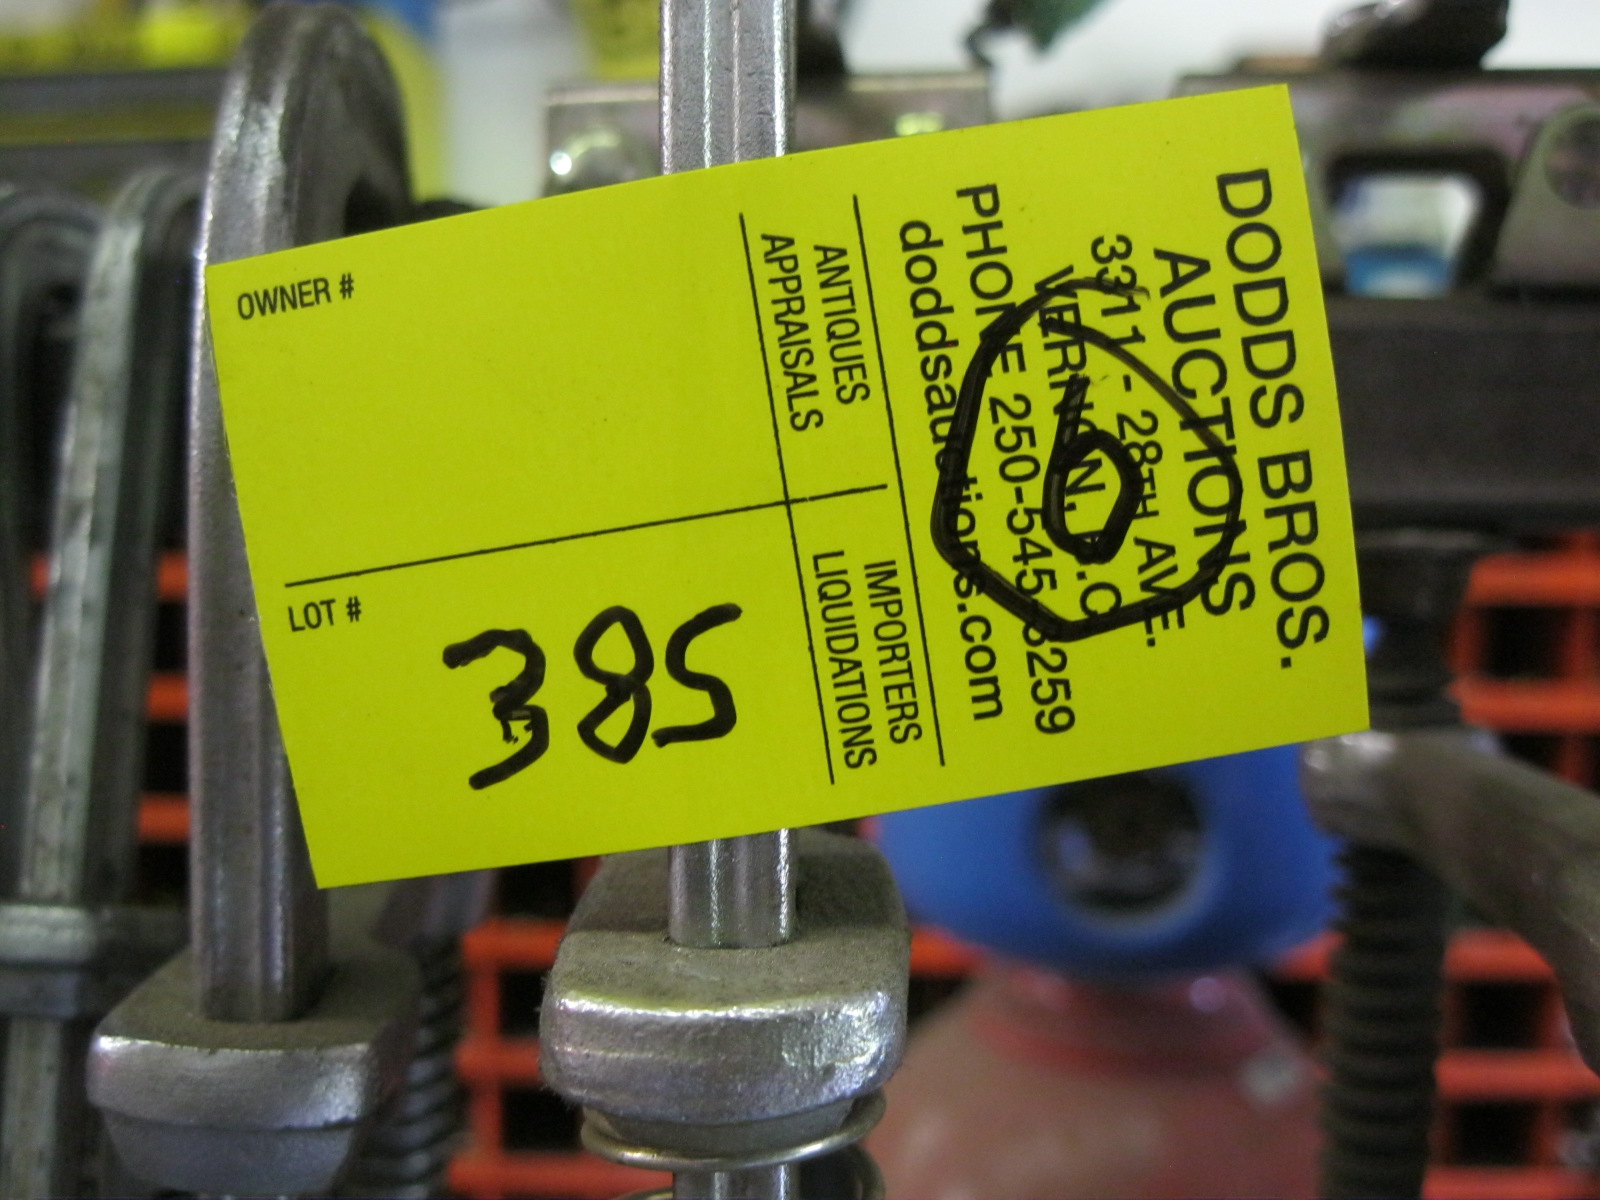 DODDS BROS.
AUCTIONS
3311 - 28TH AVE.
VERNON, B.C.
PHONE 250-545-3259
doddsauctions.com
6
ANTIQUES
APPRAISALS
IMPORTERS
LIQUIDATIONS
OWNER #
LOT #
385